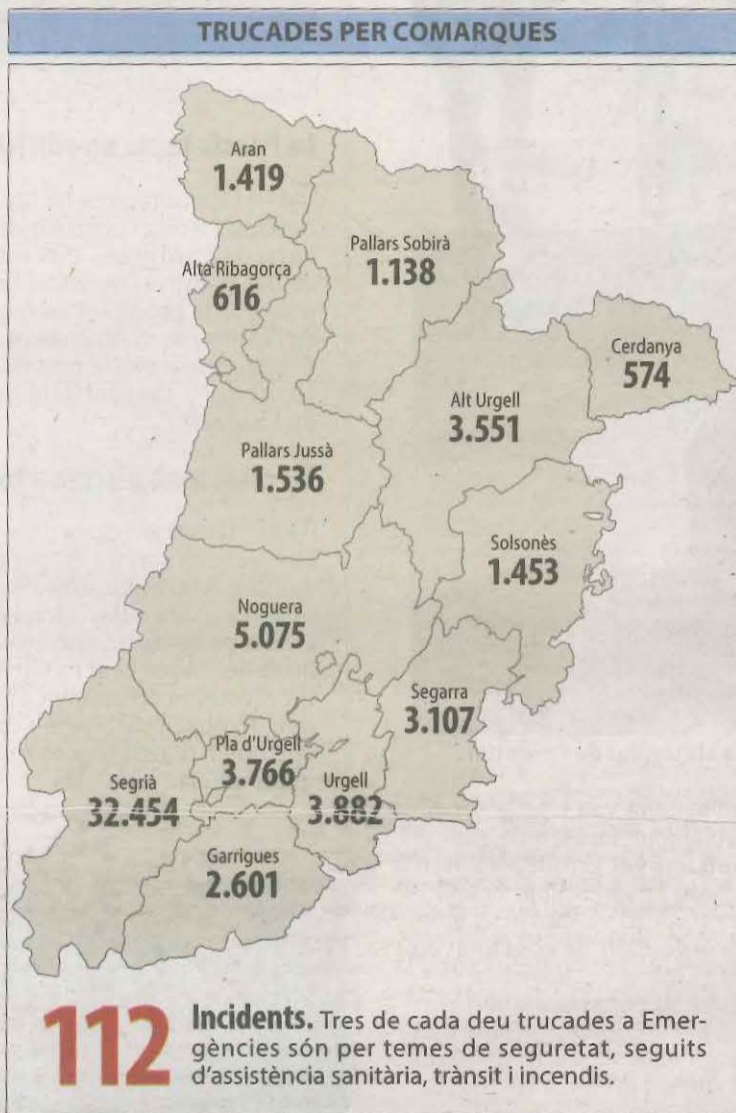 TRUCADES PER COMARQUES
Aran
1.419
Pallars Sobirà
1.138
Alta Ribagorça
616
Cerdanya
574
Alt Urgell
3.551
Pallars Jussà
1.536
Solsonès
1.453
Noguera
5.075
Segarra
3.107
Pla d'Urgell
3.766
Urgell
3.882
Segrià
32.454
Garrigues
2.601
112
Incidents. Tres de cada deu trucades a Emer-
gències són per temes de seguretat, seguits
d'assistència sanitària, trànsit i incendis.